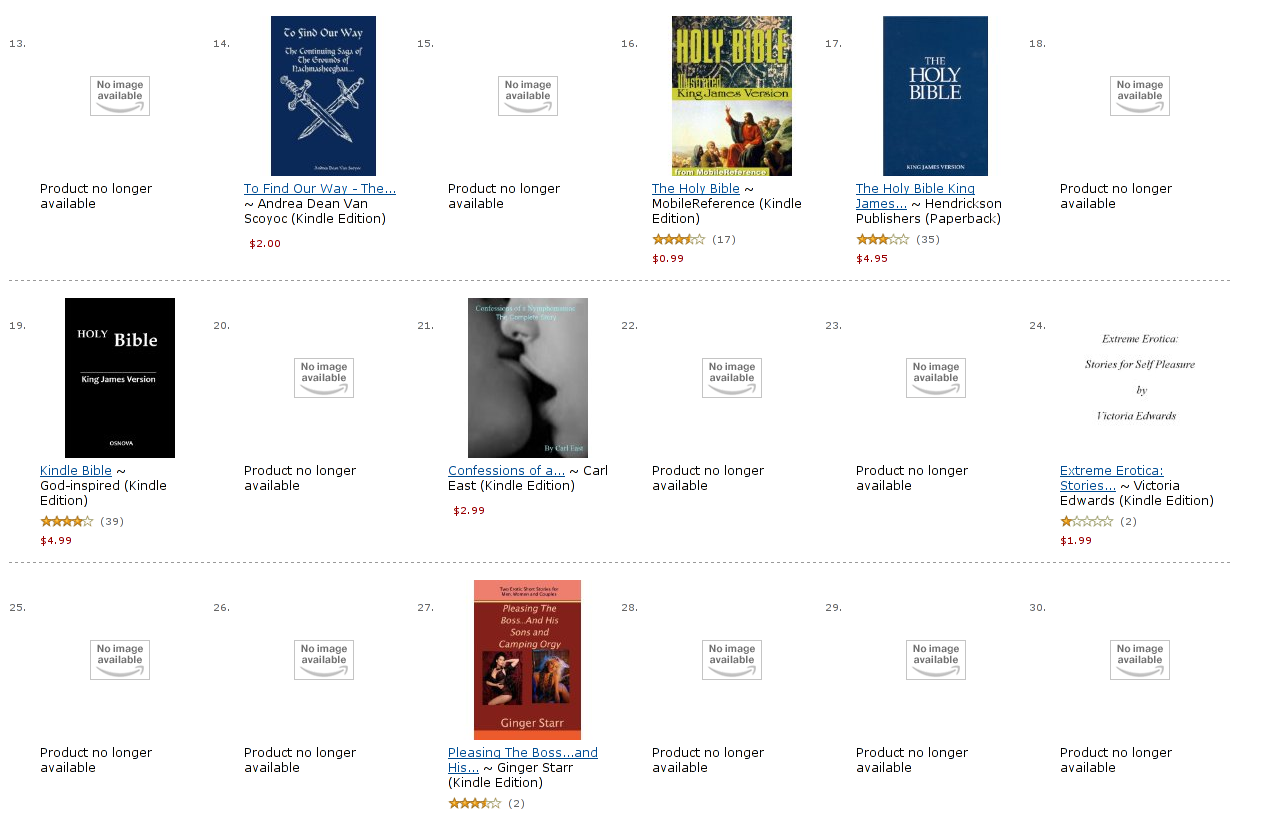 13.
No image
available
Product no longer
available
14.
To Find Our Way
The Continuing Saga of
The Grounds of
Nachmasheeghan...
Andrea Dean Van Scoyoc
To Find Our Way - The...
~ Andrea Dean Van
Scoyoc (Kindle Edition)
$2.00
15.
No image
available
Product no longer
available
16.
HOLY BIBLE
Illustrated
King James Version
from MobileReference
The Holy Bible ~
MobileReference (Kindle
Edition)
(17)
$0.99
17.
THE
HOLY
BIBLE
KING JAMES VERSION
The Holy Bible King
James... ~ Hendrickson
Publishers (Paperback)
(35)
$4.95
18.
No image
available
Product no longer
available
19.
HOLY Bible
King James Version
OSNOVA
Kindle Bible ~
God-inspired (Kindle
Edition)
(39)
$4.99
20.
No image
available
Product no longer
available
21.
Confessions of a Nymphomaniac
The Complete Story
By Carl East
Confessions of a... ~ Carl
East (Kindle Edition)
$2.99
22.
No image
available
Product no longer
available
23.
No image
available
Product no longer
available
24.
Extreme Erotica:
Stories for Self Pleasure
by
Victoria Edwards
Extreme Erotica:
Stories... ~ Victoria
Edwards (Kindle Edition)
(2)
$1.99
25.
No image
available
Product no longer
available
26.
No image
available
Product no longer
available
27.
Two Erotic Short Stories for
Men, Women and Couples
Pleasing The
Boss...And His
Sons and
Camping Orgy
Ginger Starr
Pleasing The Boss...and
His... ~ Ginger Starr
(Kindle Edition)
(2)
28.
No image
available
Product no longer
available
29.
No image
available
Product no longer
available
30.
No image
available
Product no longer
available